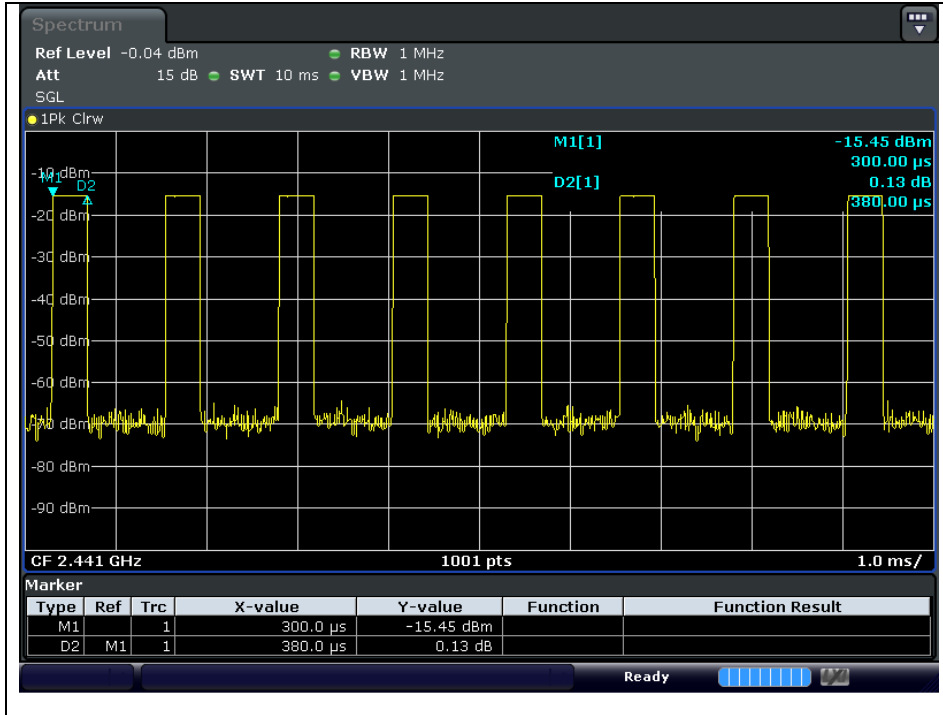 Spectrum
Ref Level -0.04 dBm RBW 1 MHz
Att 15 dB SWT 10 ms VBW 1 MHz
SGL
1Pk Clrw
M1[1] -15.45 dBm
300.00 µs
D2[1] 0.13 dB
380.00 µs
-10 dBm
M1
D2
-20 dBm
-30 dBm
-40 dBm
-50 dBm
-60 dBm
-70 dBm
-80 dBm
-90 dBm
CF 2.441 GHz 1001 pts 1.0 ms/
Marker
Type Ref Trc X-value Y-value Function Function Result
M1 1 300.0 µs -15.45 dBm
D2 M1 1 380.0 µs 0.13 dB
Ready